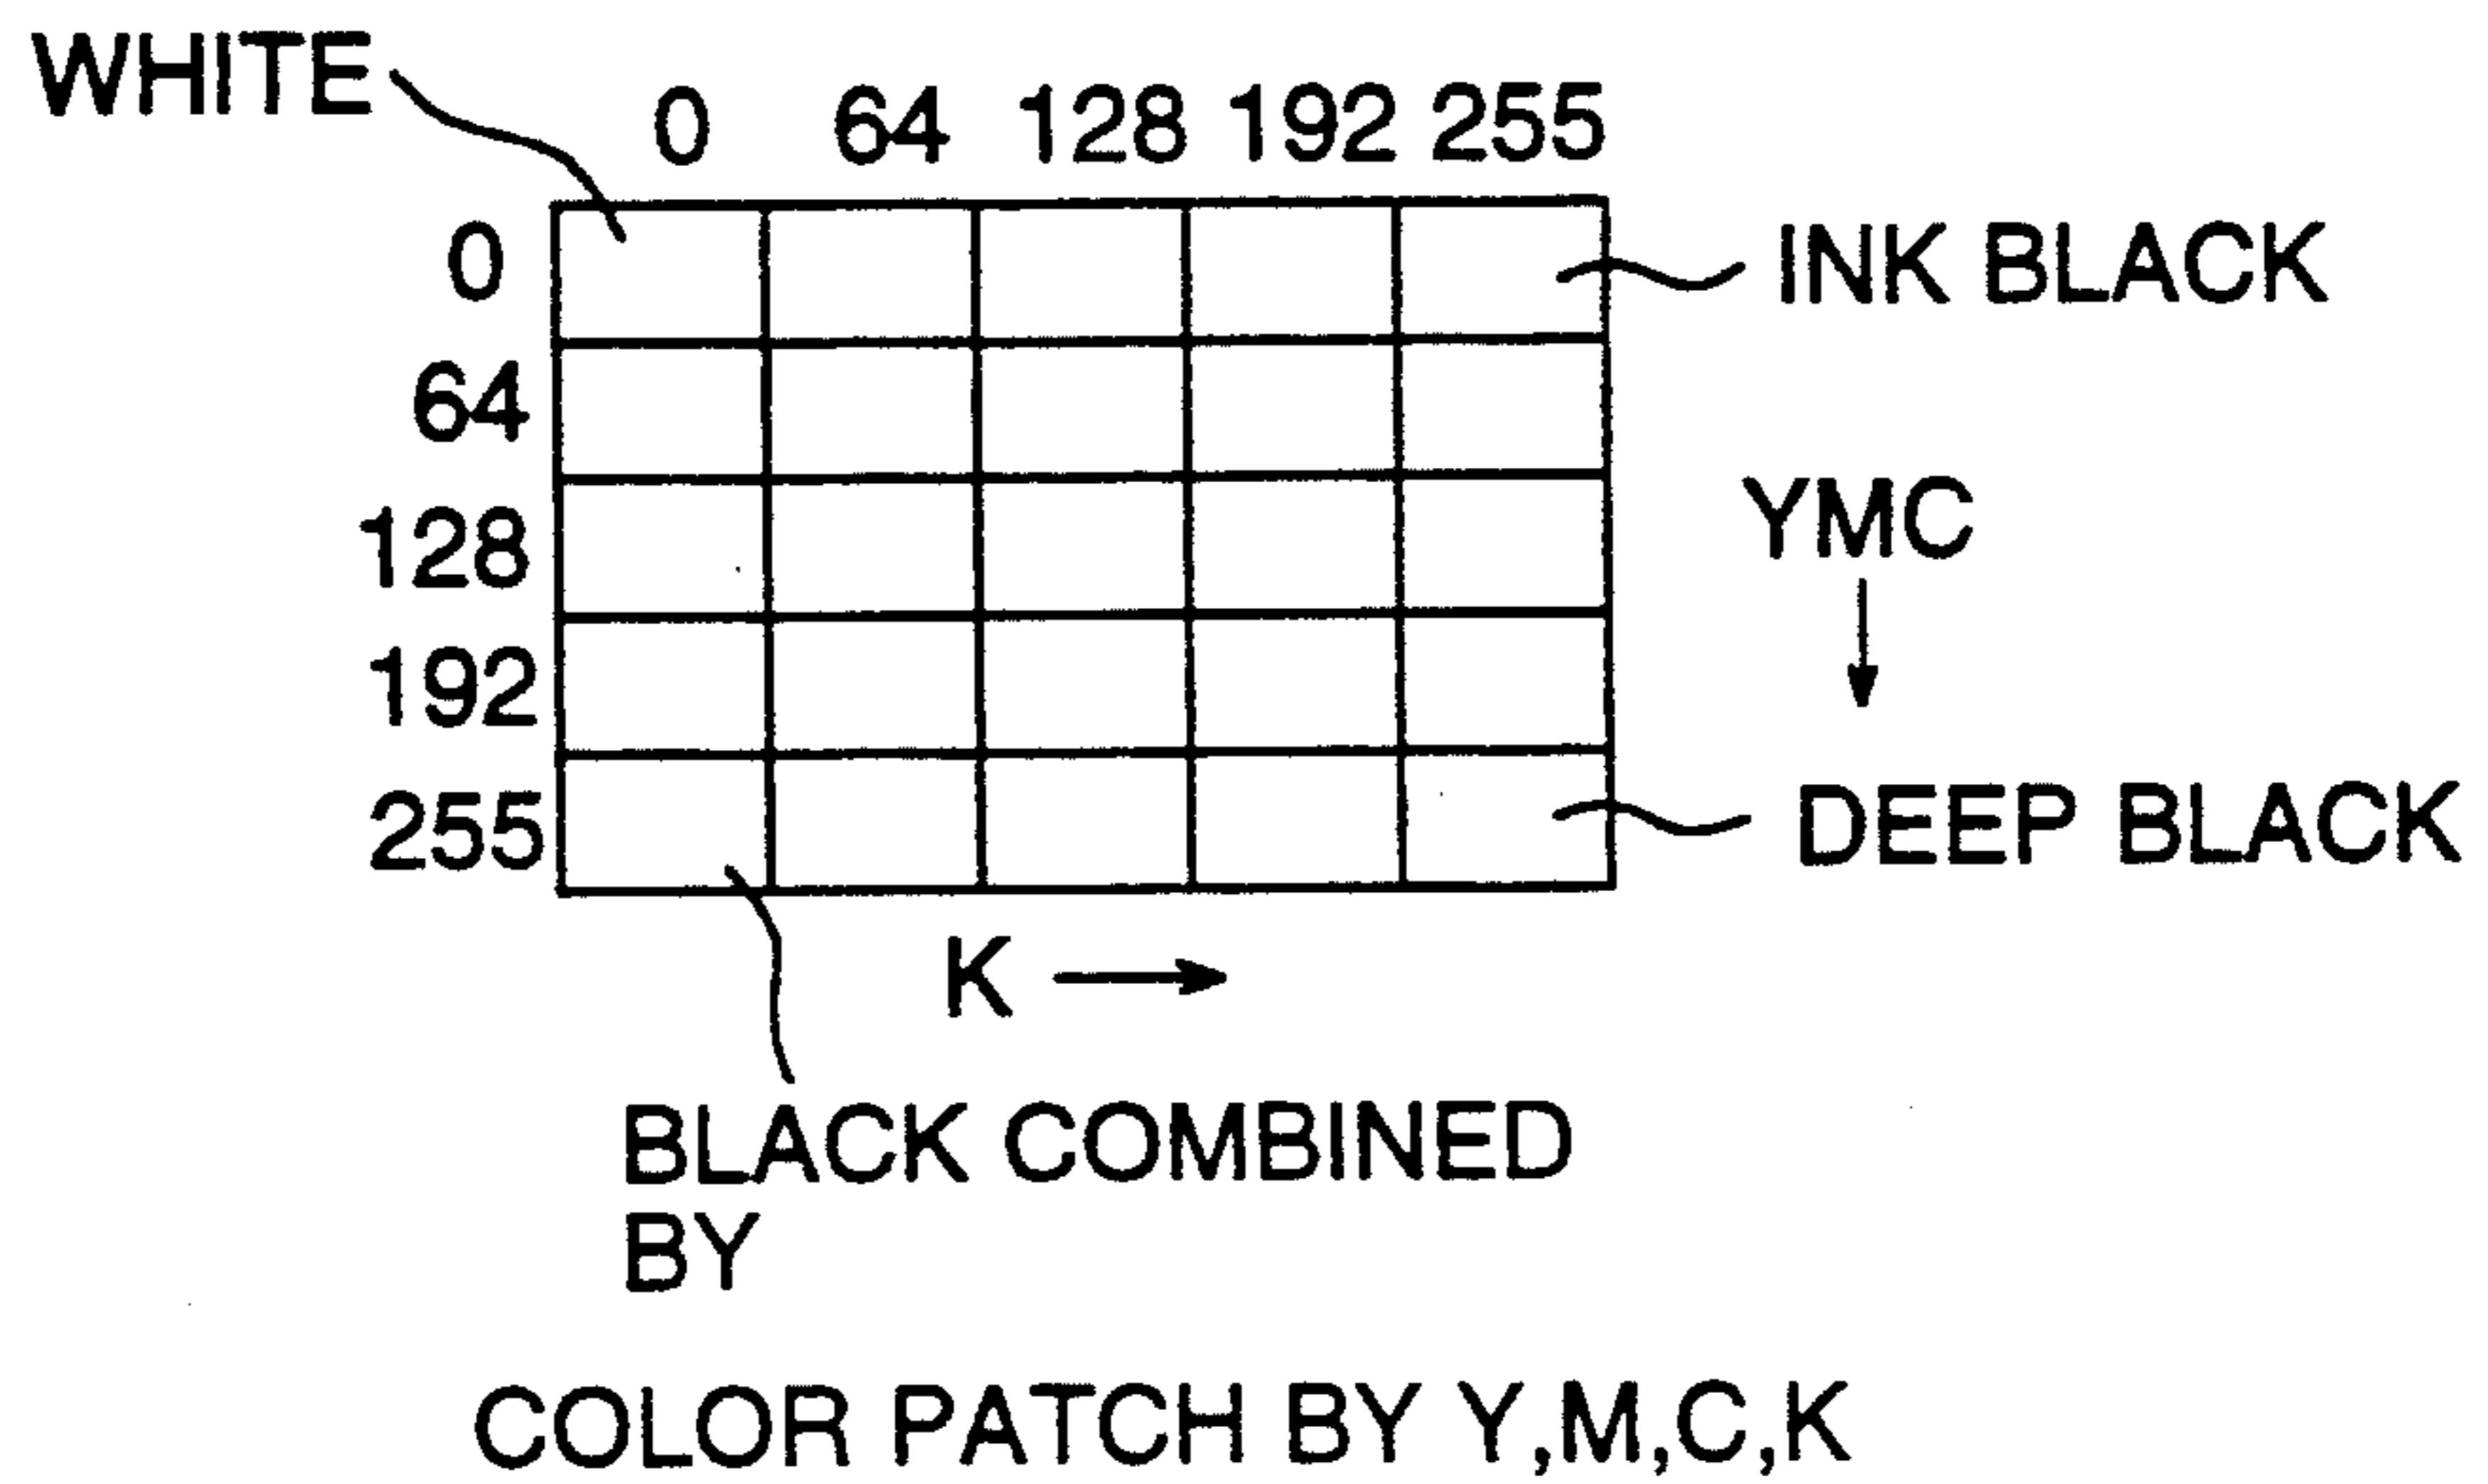 WHITE
0 64 128 192 255
0
INK BLACK
64
YMC
128
192
255
DEEP BLACK
K
BLACK COMBINED
BY
COLOR PATCH BY Y,M,C,K